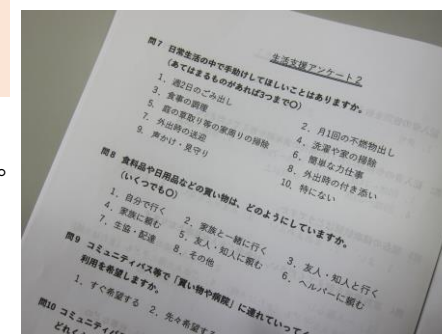 生活支援アンケート2
問7 日常生活の中で手助けしてほしいことはありますか。
(あてはまるものがあれば3つまで〇)
1. 週2日のごみ出し 2. 月1回の不燃物出し
3. 食事の調理 4. 洗濯や家の掃除
5. 庭の草取り等の家周りの掃除 6. 簡単な力仕事
7. 外出時の送迎 8. 外出時の付き添い
9. 声かけ・見守り 10. 特にない
問8 食料品や日用品などの買い物は、どのようにしていますか。
(いくつでも〇)
1. 自分で行く 2. 家族と一緒に行く 3. 友人・知人と行く
4. 家族に頼む 5. 友人・知人に頼む 6. ヘルパーに頼む
7. 生協・配達 8. その他
問9 コミュニティバス等で「買い物や病院」に連れていって
利用を希望しますか。
1. すぐ希望する 2. 先々希望する
問10 コミュニティ
。